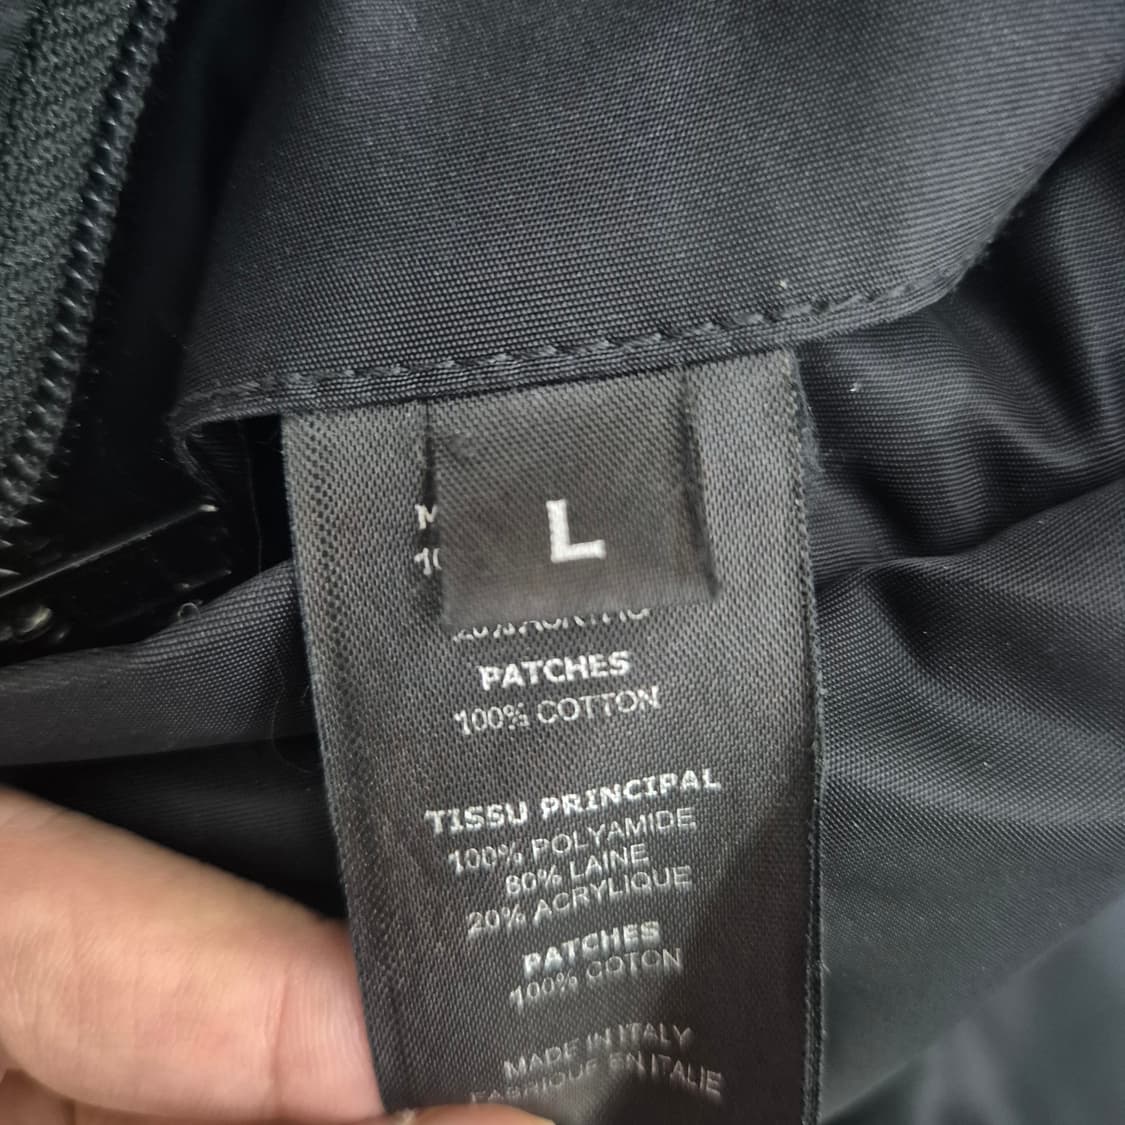 L
PATCHES
100% COTTON
TISSU PRINCIPAL
100% POLYAMIDE
80% LAINE
20% ACRYLIQUE
PATCHES
100% COTON
MADE IN ITALY
FABRIQUE EN ITALIE